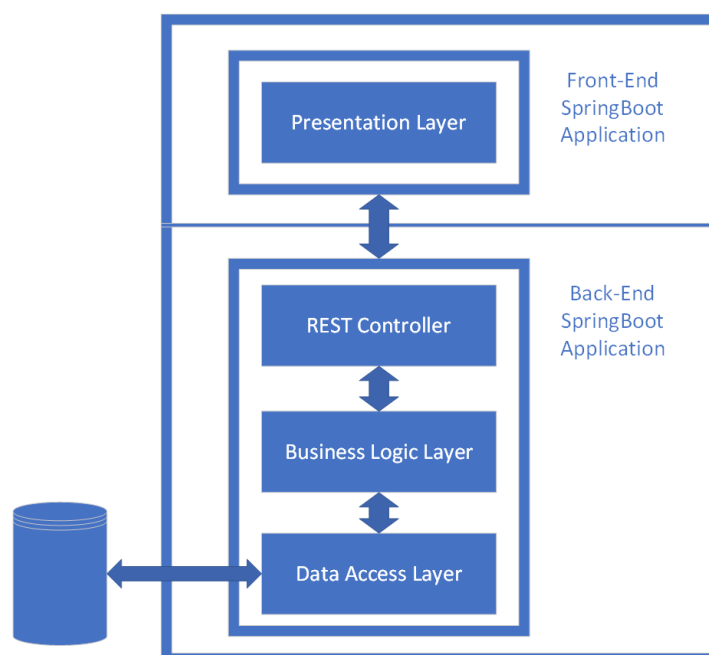 Presentation Layer
Front-End
SpringBoot
Application
REST Controller
Back-End
SpringBoot
Application
Business Logic Layer
Data Access Layer